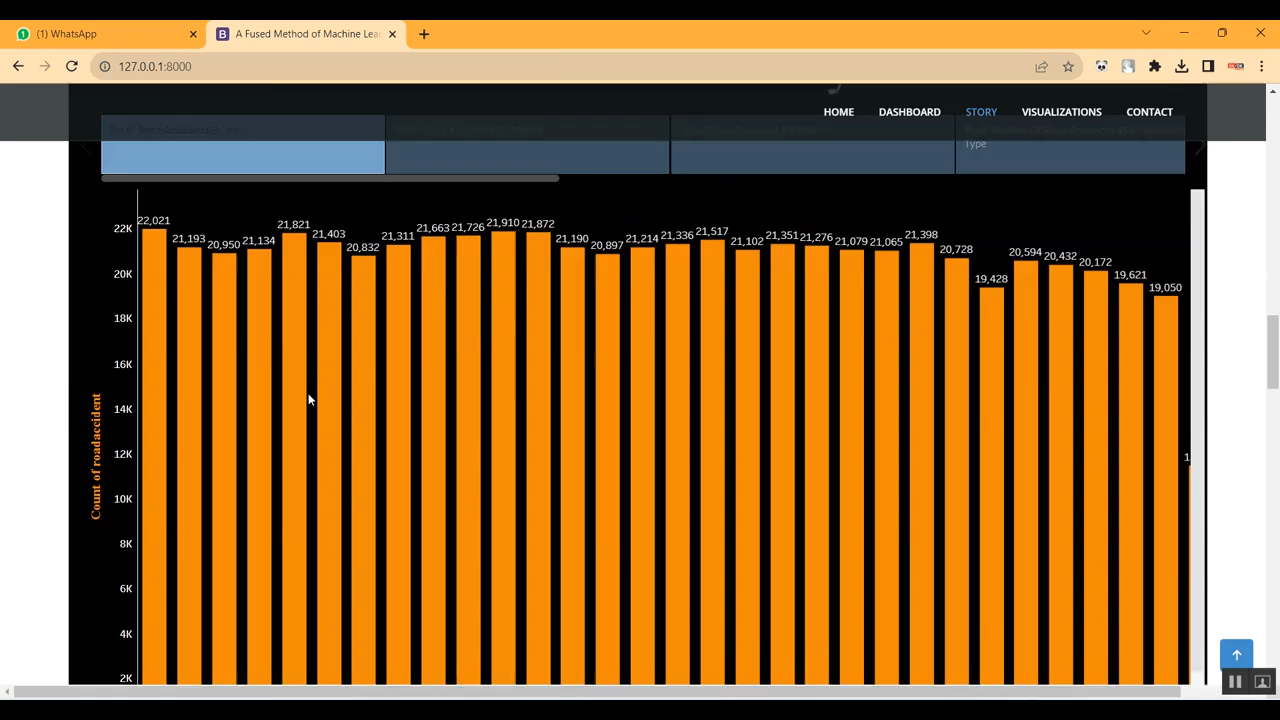 (1) WhatsApp
A Fused Method of Machine Lea
127.0.0.1:8000
HOME DASHBOARD STORY VISUALIZATIONS CONTACT
Type
22,021 21,193 20,950 21,134 21,821 21,403 20,832 21,311 21,663 21,726 21,910 21,872 21,190 20,897 21,214 21,336 21,517 21,102 21,351 21,276 21,079 21,065 21,398 20,728 19,428 20,594 20,432 20,172 19,621 19,050
22K
20K
18K
16K
14K
12K
10K
8K
6K
4K
2K
Count of roadaccident